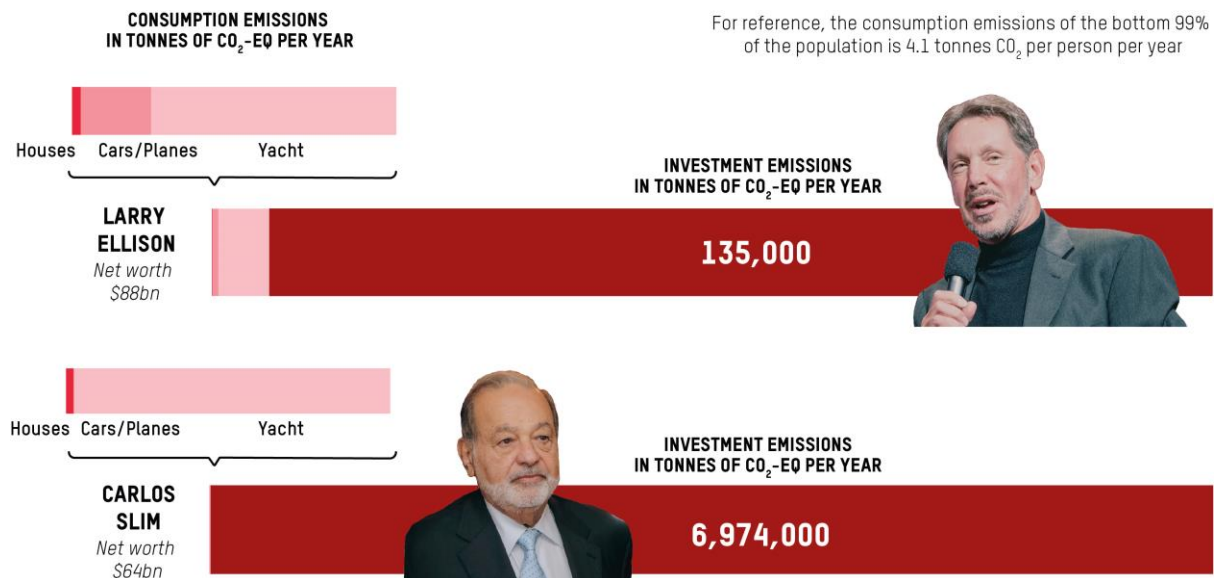 CONSUMPTION EMISSIONS
IN TONNES OF CO₂-EQ PER YEAR
For reference, the consumption emissions of the bottom 99%
of the population is 4.1 tonnes CO₂ per person per year
Houses Cars/Planes Yacht
INVESTMENT EMISSIONS
IN TONNES OF CO₂-EQ PER YEAR
LARRY
ELLISON
Net worth
$88bn
135,000
Houses Cars/Planes Yacht
INVESTMENT EMISSIONS
IN TONNES OF CO₂-EQ PER YEAR
CARLOS
SLIM
Net worth
$64bn
6,974,000